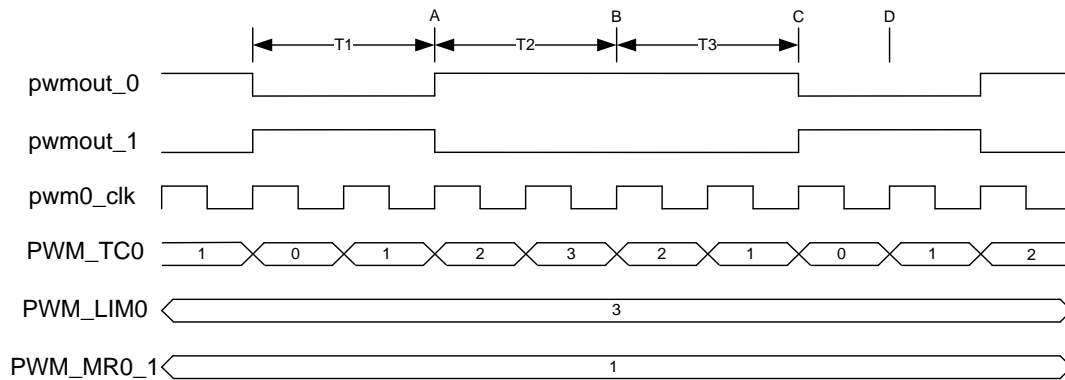 A B C D
T1 T2 T3
pwmout_0
pwmout_1
pwm0_clk
PWM_TC0 1 0 1 2 3 2 1 0 1 2
PWM_LIM0 3
PWM_MR0_1 1